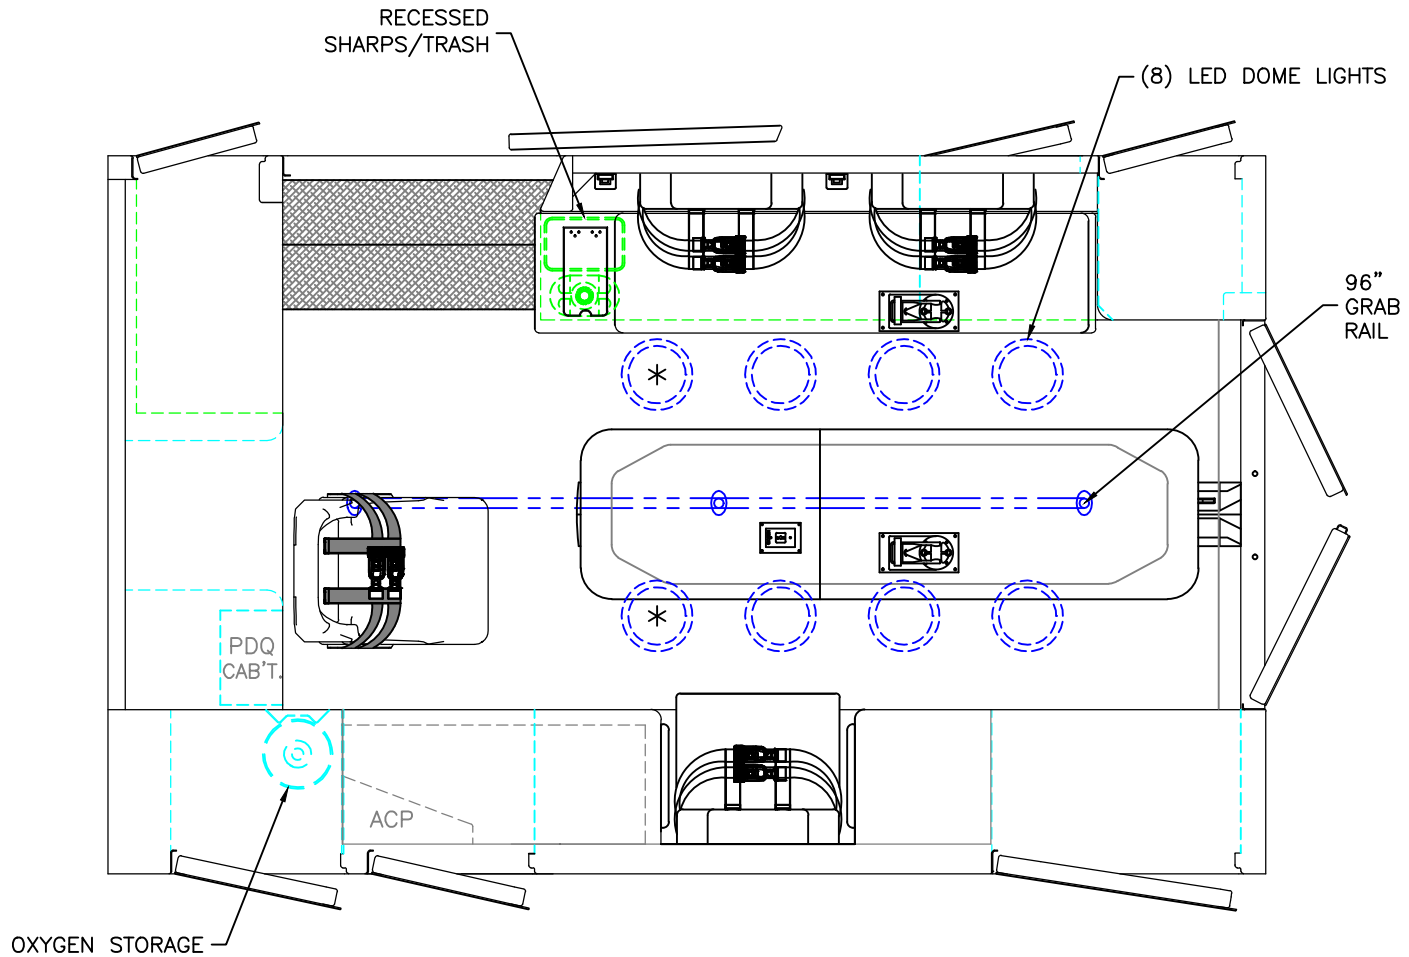 RECESSED
SHARPS/TRASH
(8) LED DOME LIGHTS
96"
GRAB
RAIL
PDQ
CAB'T.
ACP
OXYGEN STORAGE